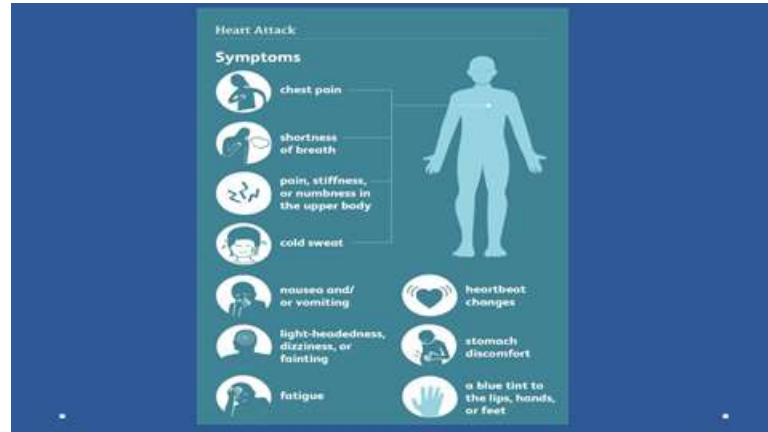 Heart Attack
Symptoms
chest pain
shortness
of breath
pain, stiffness,
or numbness in
the upper body
cold sweat
nausea and/
or vomiting
light-headedness,
dizziness, or
fainting
fatigue
heartbeat
changes
stomach
discomfort
a blue tint to
the lips, hands,
or feet